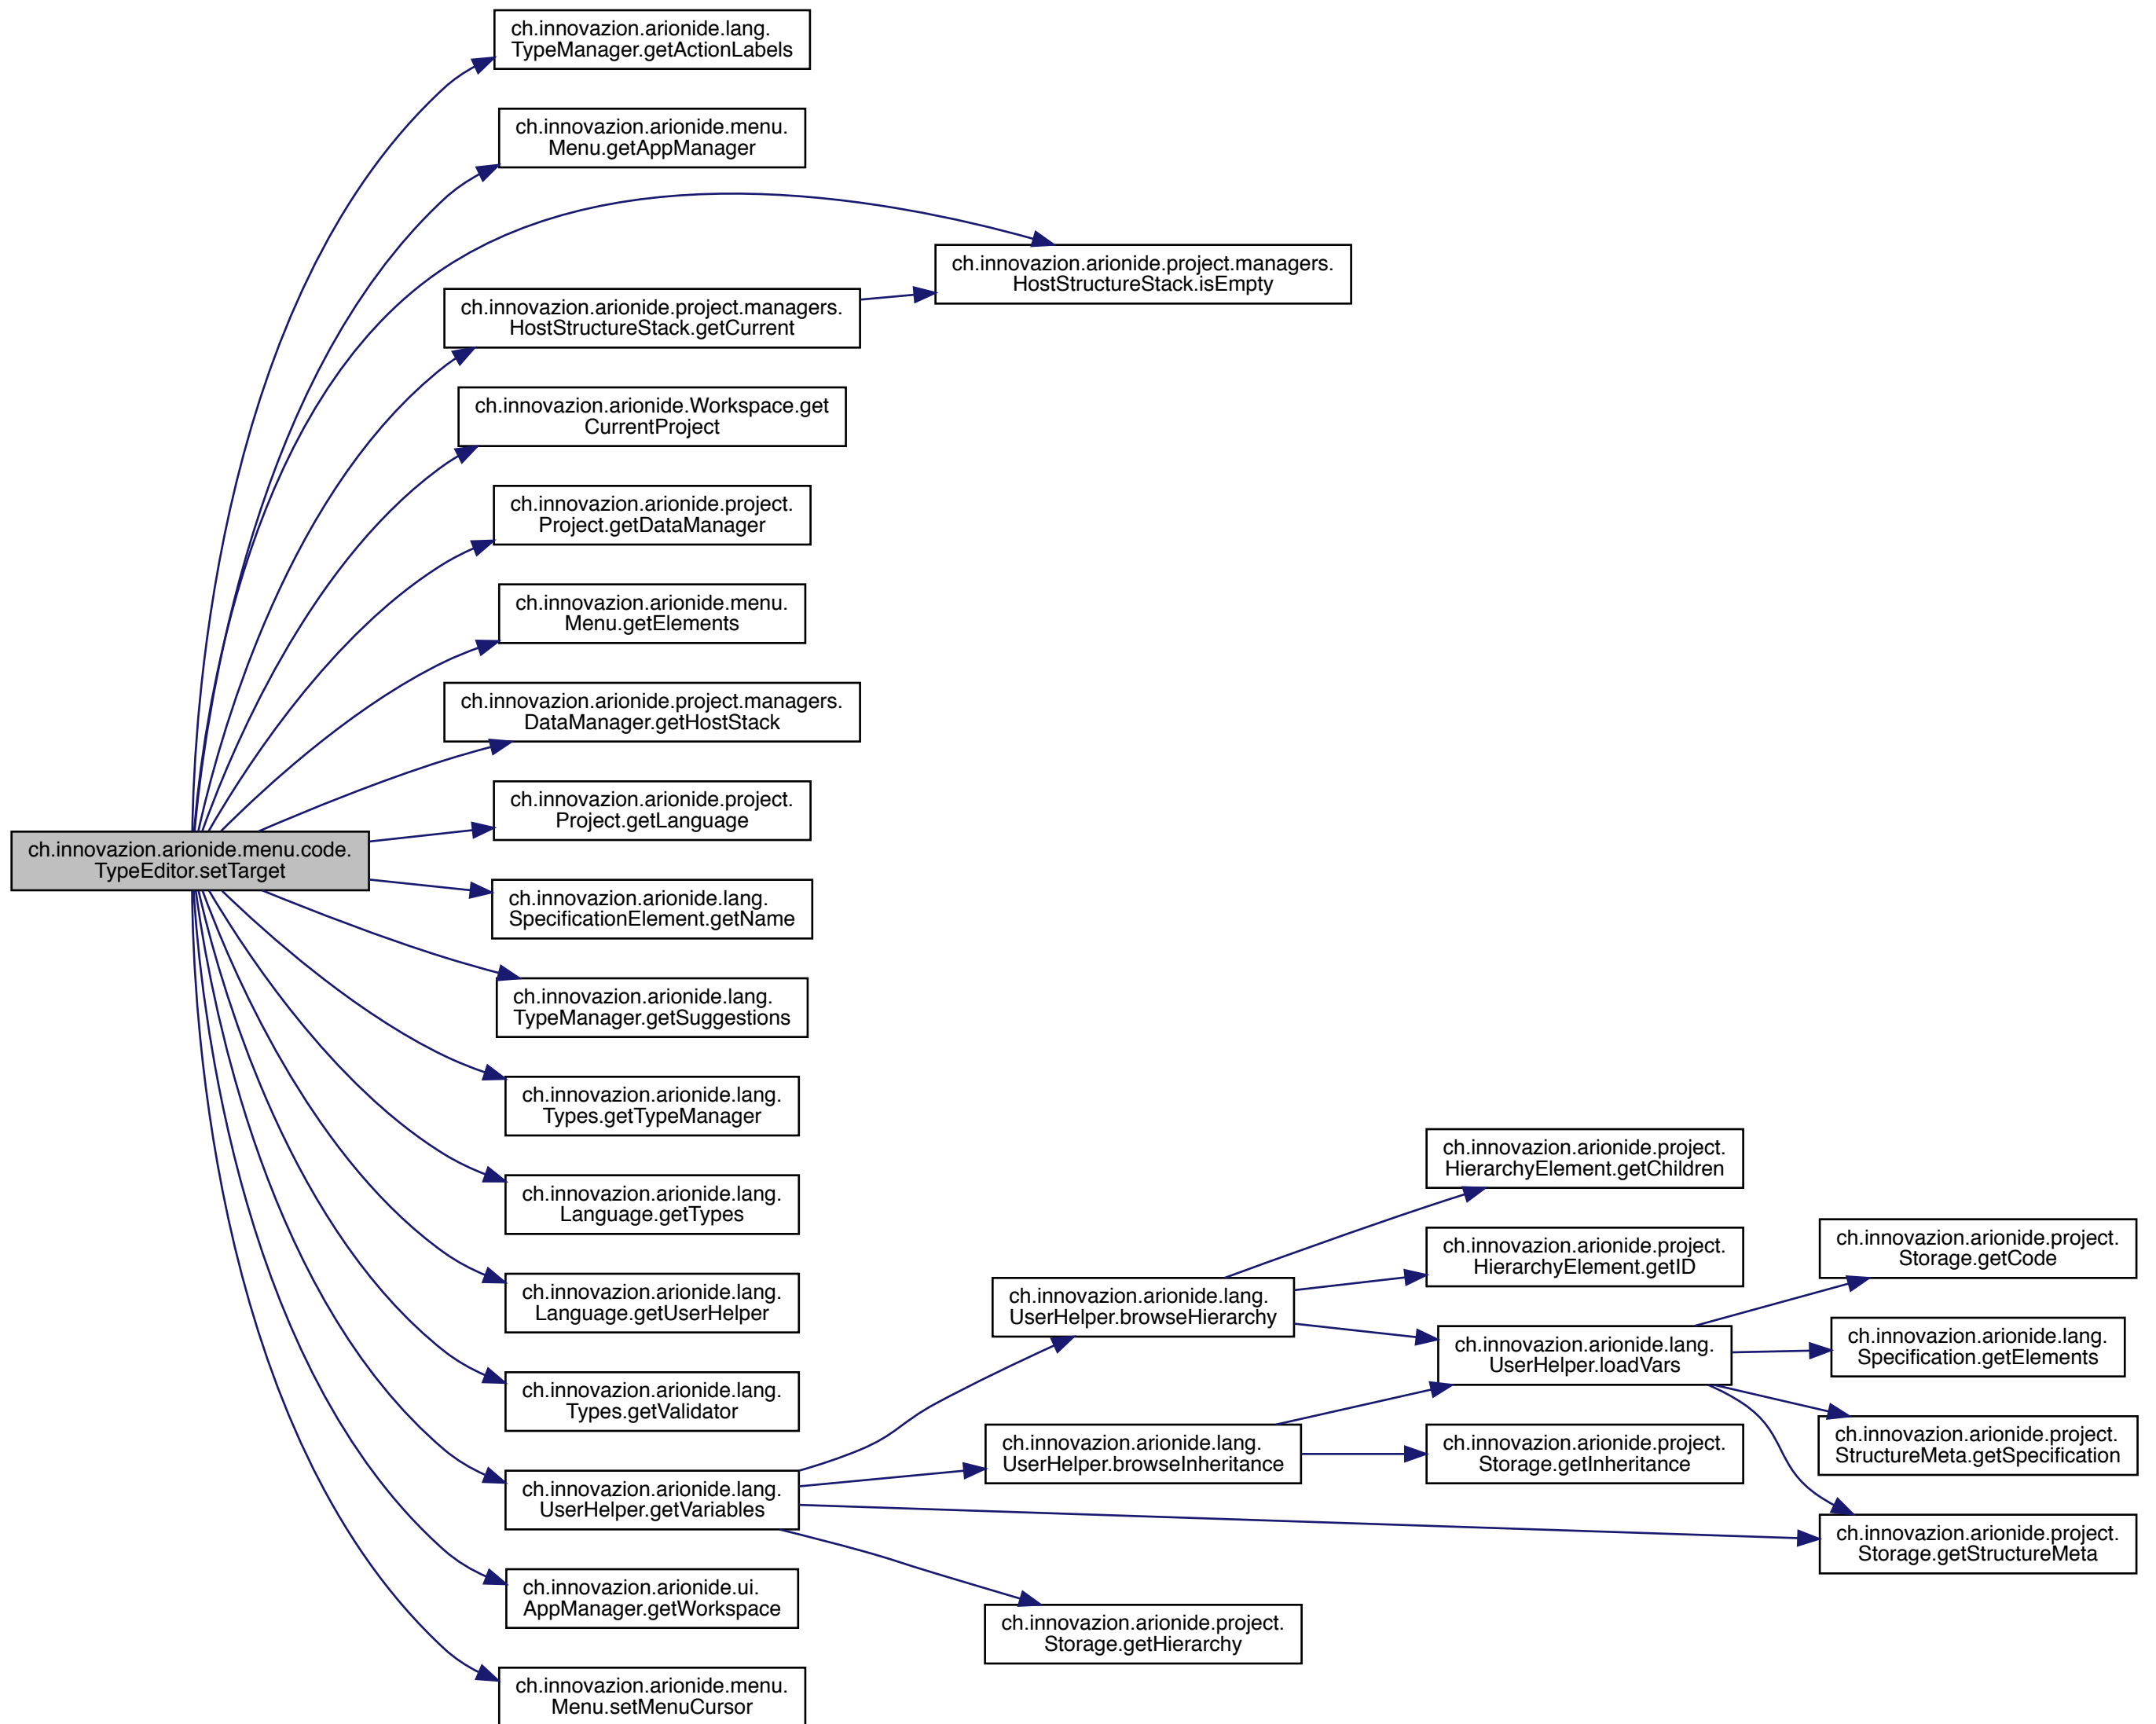 ch.innovazion.arionide.lang.
TypeManager.getActionLabels
ch.innovazion.arionide.menu.
Menu.getAppManager
ch.innovazion.arionide.project.managers.
HostStructureStack.isEmpty
ch.innovazion.arionide.project.managers.
HostStructureStack.getCurrent
ch.innovazion.arionide.Workspace.get
CurrentProject
ch.innovazion.arionide.project.
Project.getDataManager
ch.innovazion.arionide.menu.
Menu.getElements
ch.innovazion.arionide.project.managers.
DataManager.getHostStack
ch.innovazion.arionide.project.
Project.getLanguage
ch.innovazion.arionide.menu.code.
TypeEditor.setTarget
ch.innovazion.arionide.lang.
SpecificationElement.getName
ch.innovazion.arionide.lang.
TypeManager.getSuggestions
ch.innovazion.arionide.lang.
Types.getTypeManager
ch.innovazion.arionide.lang.
Language.getTypes
ch.innovazion.arionide.lang.
Language.getUserHelper
ch.innovazion.arionide.lang.
Types.getValidator
ch.innovazion.arionide.lang.
UserHelper.getVariables
ch.innovazion.arionide.ui.
AppManager.getWorkspace
ch.innovazion.arionide.menu.
Menu.setMenuCursor
ch.innovazion.arionide.lang.
UserHelper.browseHierarchy
ch.innovazion.arionide.lang.
UserHelper.browseInheritance
ch.innovazion.arionide.project.
Storage.getHierarchy
ch.innovazion.arionide.project.
HierarchyElement.getChildren
ch.innovazion.arionide.project.
HierarchyElement.getID
ch.innovazion.arionide.lang.
UserHelper.loadVars
ch.innovazion.arionide.project.
Storage.getInheritance
ch.innovazion.arionide.project.
Storage.getCode
ch.innovazion.arionide.lang.
Specification.getElements
ch.innovazion.arionide.project.
StructureMeta.getSpecification
ch.innovazion.arionide.project.
Storage.getStructureMeta